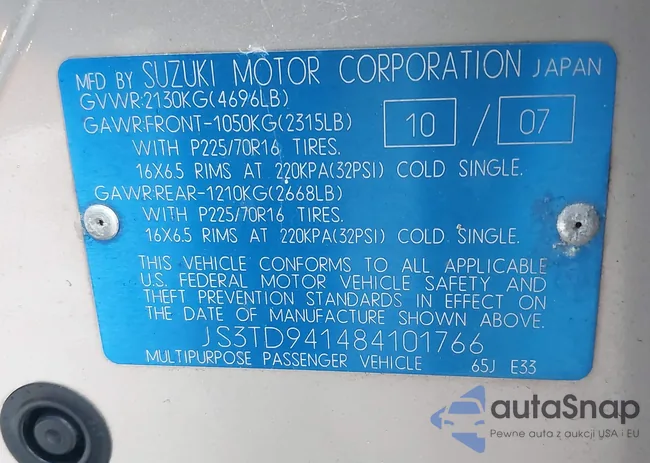 MFD BY SUZUKI MOTOR CORPORATION JAPAN
GVWR:2130KG(4696LB)
GAWR:FRONT-1050KG(2315LB)
10 / 07
WITH P225/70R16 TIRES.
16X6.5 RIMS AT 220KPA(32PSI) COLD SINGLE.
GAWR:REAR-1210KG(2668LB)
WITH P225/70R16 TIRES.
16X6.5 RIMS AT 220KPA(32PSI) COLD SINGLE.
THIS VEHICLE CONFORMS TO ALL APPLICABLE
U.S. FEDERAL MOTOR VEHICLE SAFETY AND
THEFT PREVENTION STANDARDS IN EFFECT ON
THE DATE OF MANUFACTURE SHOWN ABOVE.
JS3TD941484101766
MULTIPURPOSE PASSENGER VEHICLE 65J E33
autaSnap
Pewne auta z aukcji USA i EU